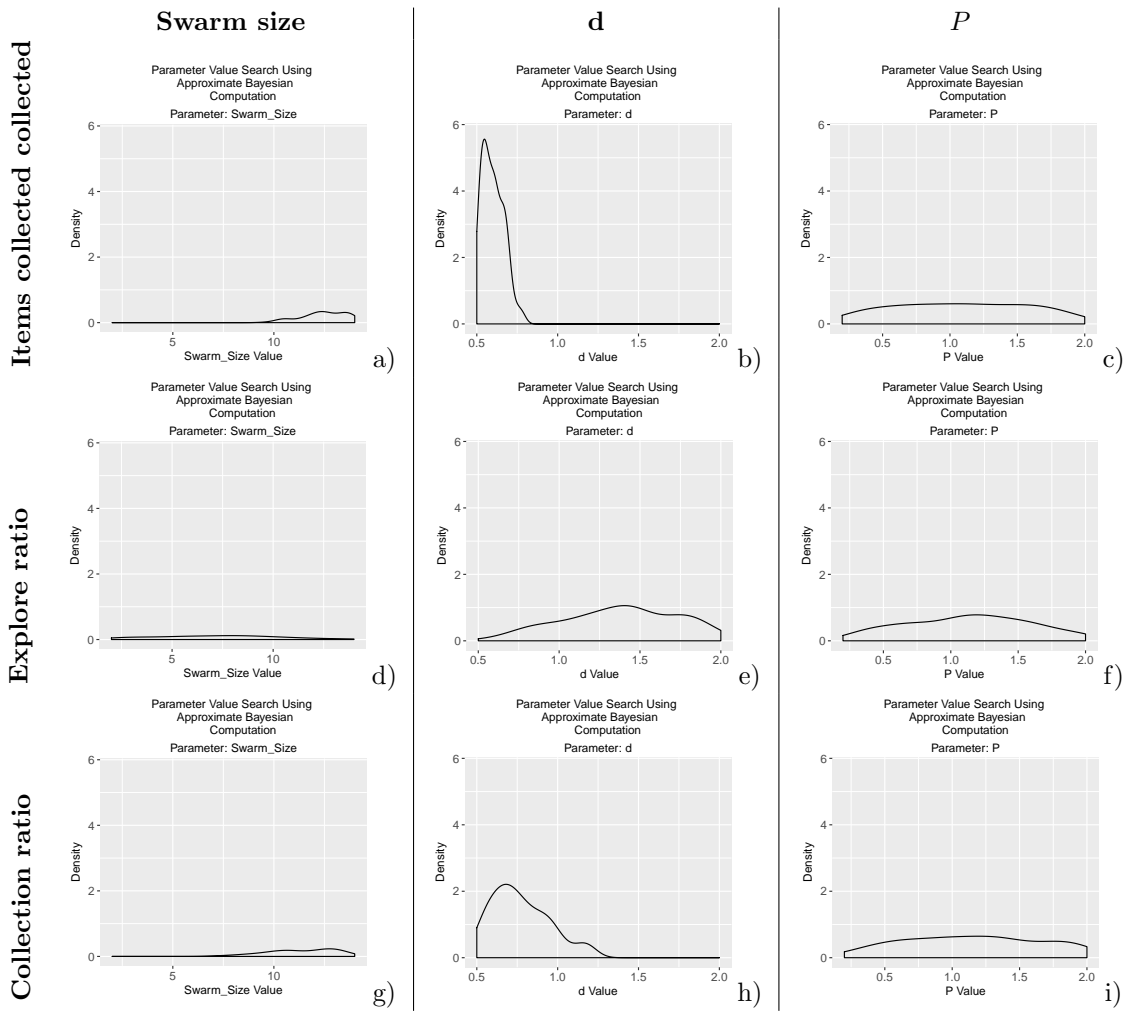 Swarm size
d
P
Items collected collected
Parameter Value Search Using
Approximate Bayesian
Computation
Parameter: Swarm_Size
6
4
2
0
Density
5
10
Swarm_Size Value
a)
Parameter Value Search Using
Approximate Bayesian
Computation
Parameter: d
6
4
2
0
Density
0.5
1.0
1.5
2.0
d Value
b)
Parameter Value Search Using
Approximate Bayesian
Computation
Parameter: P
6
4
2
0
Density
0.5
1.0
1.5
2.0
P Value
c)
Explore ratio
Parameter Value Search Using
Approximate Bayesian
Computation
Parameter: Swarm_Size
6
4
2
0
Density
5
10
Swarm_Size Value
d)
Parameter Value Search Using
Approximate Bayesian
Computation
Parameter: d
6
4
2
0
Density
0.5
1.0
1.5
2.0
d Value
e)
Parameter Value Search Using
Approximate Bayesian
Computation
Parameter: P
6
4
2
0
Density
0.5
1.0
1.5
2.0
P Value
f)
Collection ratio
Parameter Value Search Using
Approximate Bayesian
Computation
Parameter: Swarm_Size
6
4
2
0
Density
5
10
Swarm_Size Value
g)
Parameter Value Search Using
Approximate Bayesian
Computation
Parameter: d
6
4
2
0
Density
0.5
1.0
1.5
2.0
d Value
h)
Parameter Value Search Using
Approximate Bayesian
Computation
Parameter: P
6
4
2
0
Density
0.5
1.0
1.5
2.0
P Value
i)